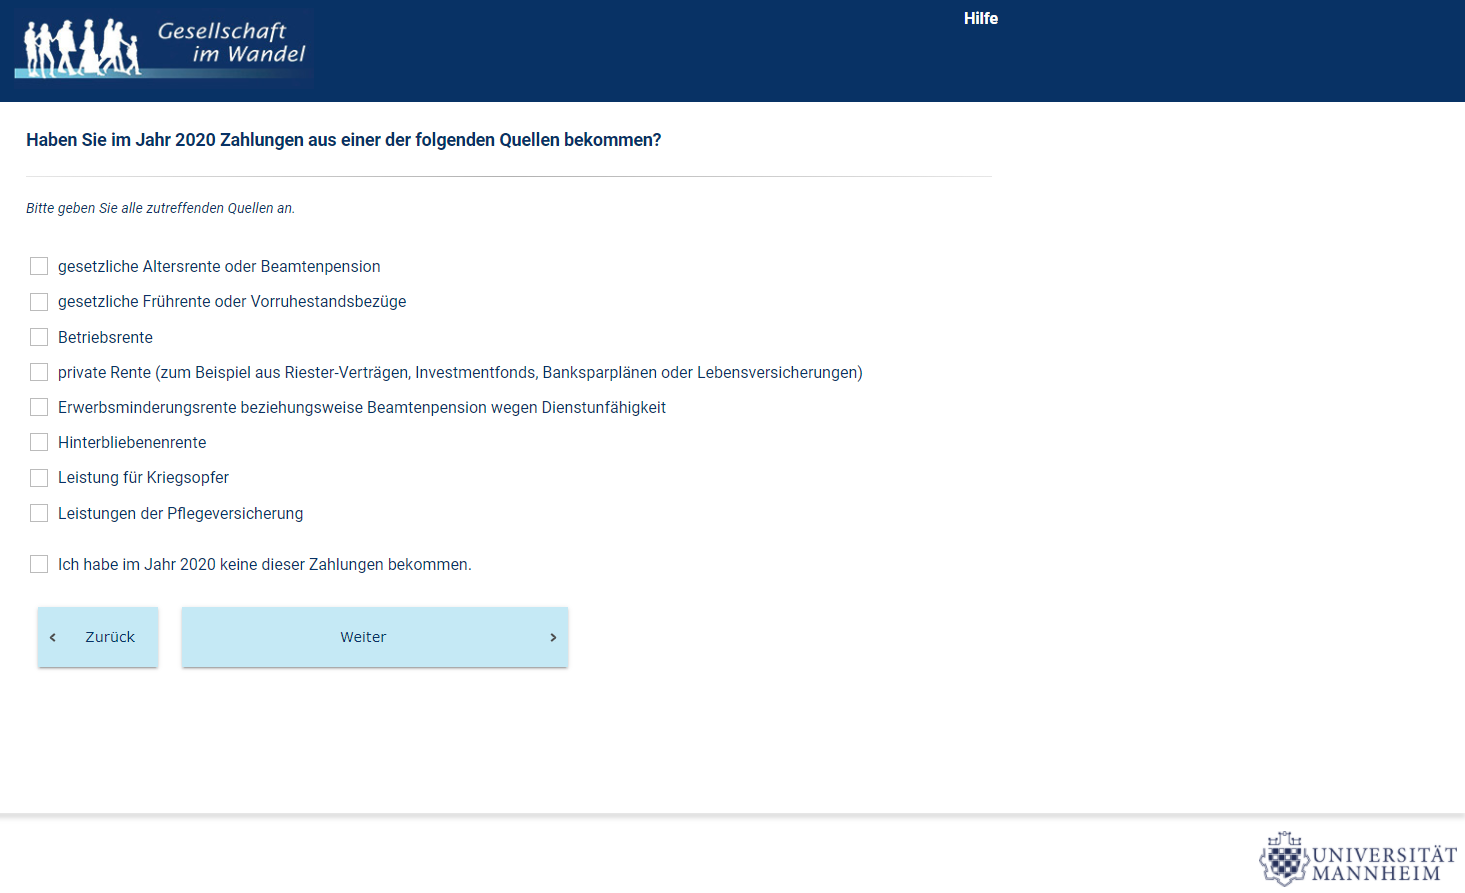 Gesellschaft
im Wandel
Hilfe
Haben Sie im Jahr 2020 Zahlungen aus einer der folgenden Quellen bekommen?
Bitte geben Sie alle zutreffenden Quellen an.
gesetzliche Altersrente oder Beamtenpension
gesetzliche Frührente oder Vorruhestandsbezüge
Betriebsrente
private Rente (zum Beispiel aus Riester-Verträgen, Investmentfonds, Banksparplänen oder Lebensversicherungen)
Erwerbsminderungsrente beziehungsweise Beamtenpension wegen Dienstunfähigkeit
Hinterbliebenenrente
Leistung für Kriegsopfer
Leistungen der Pflegeversicherung
Ich habe im Jahr 2020 keine dieser Zahlungen bekommen.
Zurück
Weiter
UNIVERSITÄT
MANNHEIM